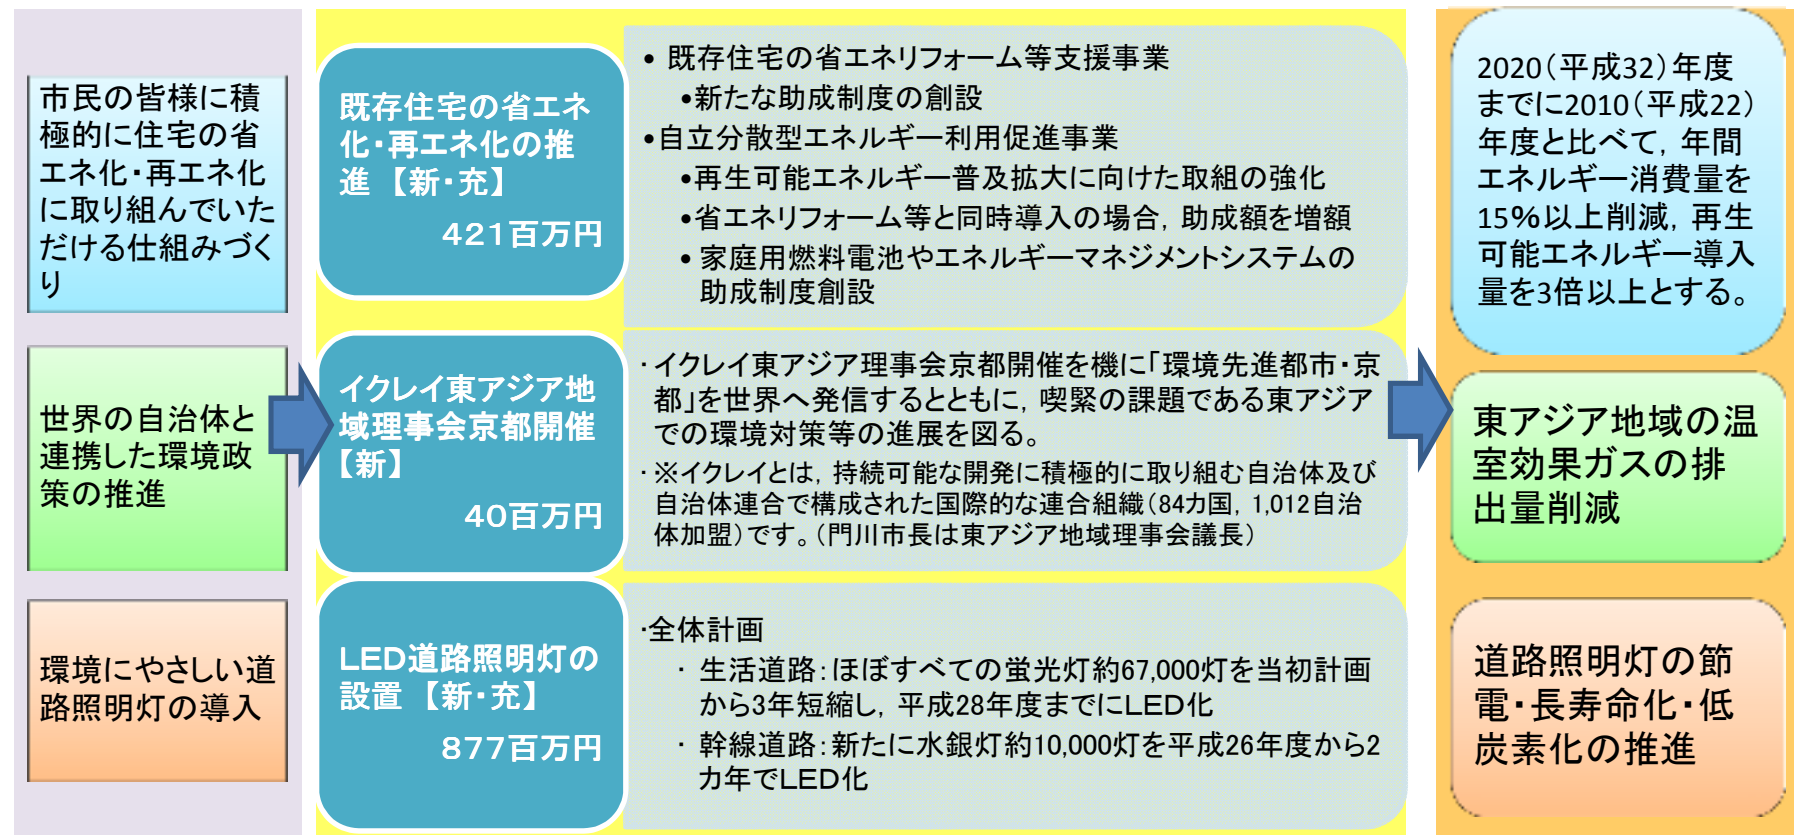 市民の皆様に積
極的に住宅の省
エネ化・再エネ化
に取り組んでいた
だける仕組みづく
り
世界の自治体と
連携した環境政
策の推進
環境にやさしい道
路照明灯の導入
既存住宅の省エネ
化・再エネ化の推
進 【新・充】
421百万円
・ 既存住宅の省エネリフォーム等支援事業
・新たな助成制度の創設
・自立分散型エネルギー利用促進事業
・再生可能エネルギー普及拡大に向けた取組の強化
・省エネリフォーム等と同時導入の場合，助成額を増額
・ 家庭用燃料電池やエネルギーマネジメントシステムの
助成制度創設
イクレイ東アジア地
域理事会京都開催
【新】
40百万円
・イクレイ東アジア理事会京都開催を機に「環境先進都市・京
都」を世界へ発信するとともに，喫緊の課題である東アジア
での環境対策等の進展を図る。
・※イクレイとは，持続可能な開発に積極的に取り組む自治体及び
自治体連合で構成された国際的な連合組織（84カ国，1,012自治
体加盟）です。（門川市長は東アジア地域理事会議長）
LED道路照明灯の
設置 【新・充】
877百万円
・全体計画
・ 生活道路：ほぼすべての蛍光灯約67,000灯を当初計画
から3年短縮し，平成28年度までにLED化
・ 幹線道路：新たに水銀灯約10,000灯を平成26年度から2
カ年でLED化
2020（平成32）年度
までに2010（平成22）
年度と比べて，年間
エネルギー消費量を
15％以上削減，再生
可能エネルギー導入
量を3倍以上とする。
東アジア地域の温
室効果ガスの排
出量削減
道路照明灯の節
電・長寿命化・低
炭素化の推進